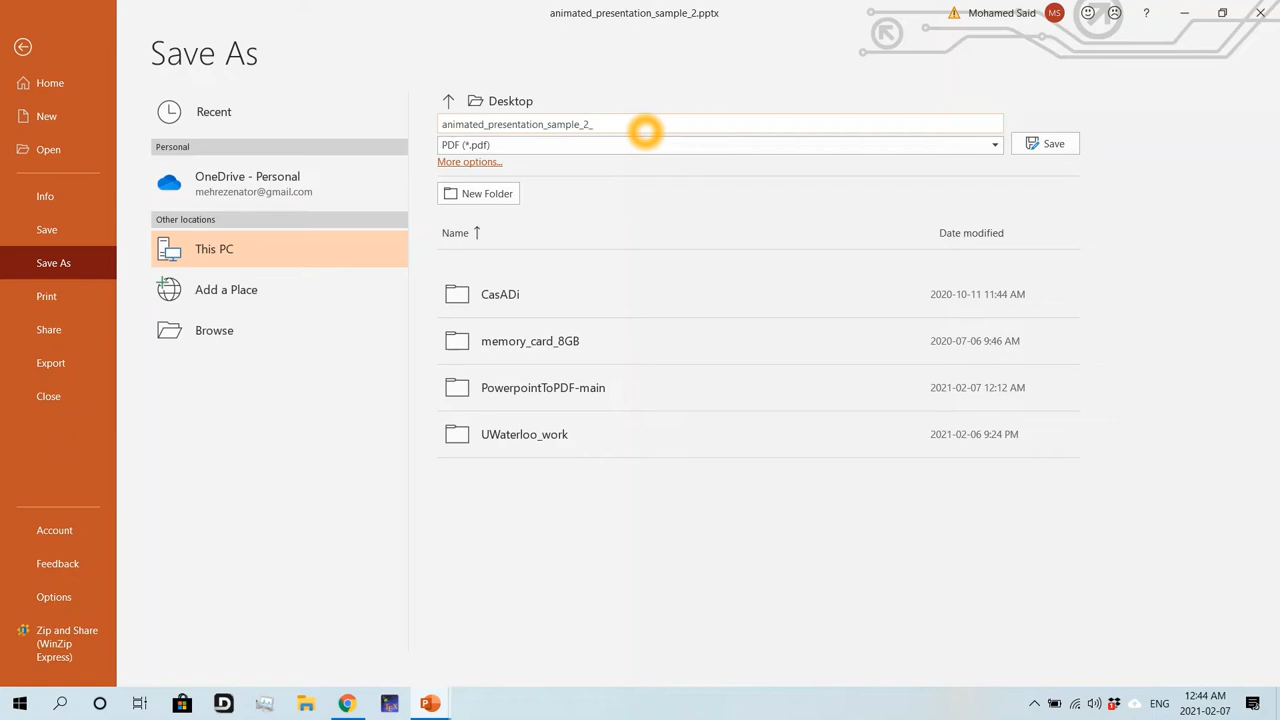 animated_presentation_sample_2.pptx
Mohamed Said
MS
?
Save As
Home
New
Open
Info
Save
Save As
Print
Share
Export
Close
Account
Feedback
Options
Zip and Share
(WinZip
Express)
Recent
Personal
OneDrive - Personal
mehrezenator@gmail.com
Other locations
This PC
Add a Place
Browse
Desktop
animated_presentation_sample_2_
PDF (*.pdf)
Save
More options...
New Folder
Name
Date modified
CasADi
2020-10-11 11:44 AM
memory_card_8GB
2020-07-06 9:46 AM
PowerpointToPDF-main
2021-02-07 12:12 AM
UWaterloo_work
2021-02-06 9:24 PM
ENG
12:44 AM
2021-02-07